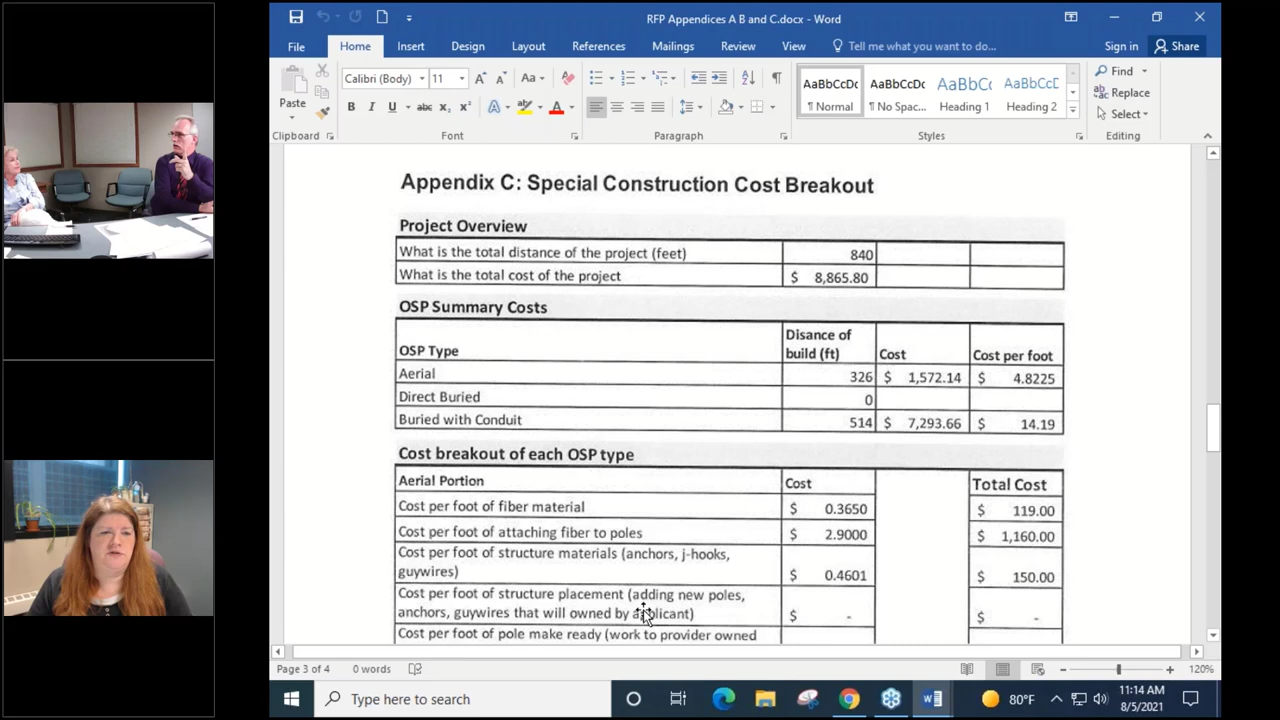 RFP Appendices A B and C.docx - Word
File Home Insert Design Layout References Mailings Review View Tell me what you want to do... Sign in Share
Paste
Calibri (Body) 11
Aa
B I U abc X₂ X² A A
AaBbCcDc AaBbCcDc AaBbCc AaBbCcD
¶ Normal ¶ No Spac... Heading 1 Heading 2
Find
Replace
Select
Clipboard Font Paragraph Styles Editing
Appendix C: Special Construction Cost Breakout
Project Overview
What is the total distance of the project (feet) 840
What is the total cost of the project $ 8,865.80
OSP Summary Costs
OSP Type Disance of build (ft) Cost Cost per foot
Aerial 326 $ 1,572.14 $ 4.8225
Direct Buried 0
Buried with Conduit 514 $ 7,293.66 $ 14.19
Cost breakout of each OSP type
Aerial Portion Cost Total Cost
Cost per foot of fiber material $ 0.3650 $ 119.00
Cost per foot of attaching fiber to poles $ 2.9000 $ 1,160.00
Cost per foot of structure materials (anchors, j-hooks,
guywires) $ 0.4601 $ 150.00
Cost per foot of structure placement (adding new poles,
anchors, guywires that will owned by applicant) $ - $ -
Cost per foot of pole make ready (work to provider owned
Page 3 of 4 0 words 120%
Type here to search
80°F
11:14 AM
8/5/2021